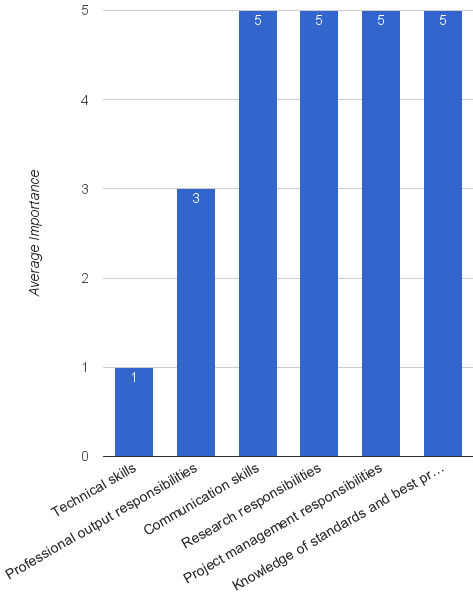 5
4
3
2
1
0
Average Importance
1
3
5
5
5
5
Technical skills
Professional output responsibilities
Communication skills
Research responsibilities
Project management responsibilities
Knowledge of standards and best pr…